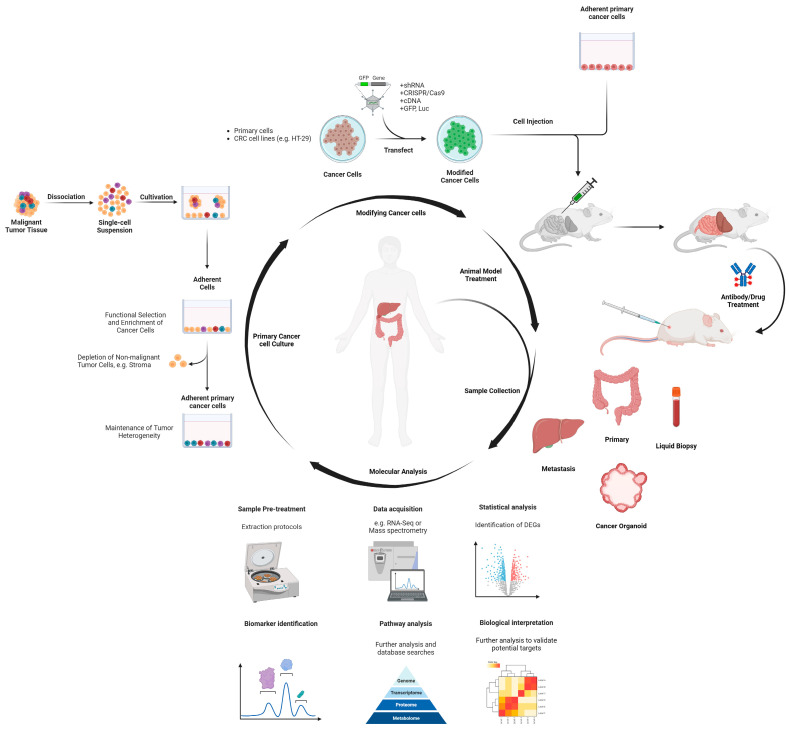 Adherent primary
cancer cells
GFP Gene
+shRNA
+CRISPR/Cas9
+cDNA
+GFP, Luc
• Primary cells
• CRC cell lines (e.g. HT-29)
Transfect
Cell Injection
Cancer Cells
Modified
Cancer Cells
Dissociation
Cultivation
Malignant
Tumor Tissue
Single-cell
Suspension
Modifying Cancer cells
Adherent
Cells
Animal Model
Treatment
Antibody/Drug
Treatment
Functional Selection
and Enrichment of
Cancer Cells
Primary Cancer
cell Culture
Depletion of Non-malignant
Tumor Cells, e.g. Stroma
Sample Collection
Adherent primary
cancer cells
Maintenance of Tumor
Heterogeneity
Primary
Liquid Biopsy
Metastasis
Molecular Analysis
Cancer Organoid
Sample Pre-treatment
Extraction protocols
Data acquisition
e.g. RNA-Seq or
Mass spectrometry
Statistical analysis
Identification of DEGs
Biomarker identification
Pathway analysis
Further analysis and
database searches
Genome
Transcriptome
Proteome
Metabolome
Biological interpretation
Further analysis to validate
potential targets